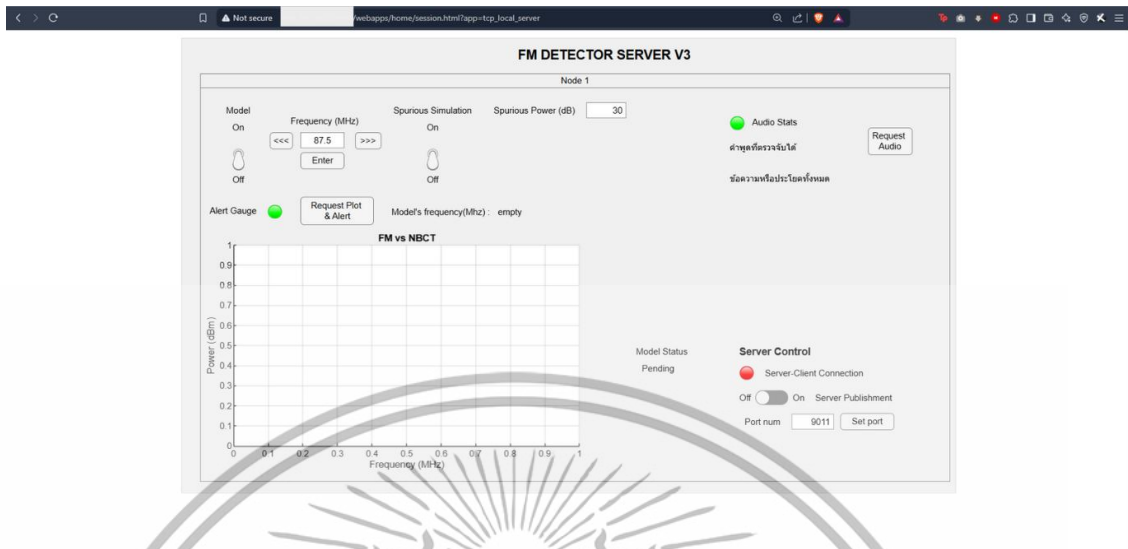 Not secure
/webapps/home/session.html?app=tcp_local_server
FM DETECTOR SERVER V3
Node 1
Model
On
Off
Frequency (MHz)
<<< 87.5 >>>
Enter
Spurious Simulation
On
Off
Spurious Power (dB) 30
Audio Stats
คำพูดที่ตรวจจับได้
ข้อความหรือประโยคทั้งหมด
Request
Audio
Alert Gauge
Request Plot
& Alert
Model's frequency(Mhz) : empty
FM vs NBCT
1
0.9
0.8
0.7
0.6
0.5
0.4
0.3
0.2
0.1
0
Power (dBm)
0 0.1 0.2 0.3 0.4 0.5 0.6 0.7 0.8 0.9 1
Frequency (MHz)
Model Status
Pending
Server Control
Server-Client Connection
Off On Server Publishment
Port num 9011 Set port